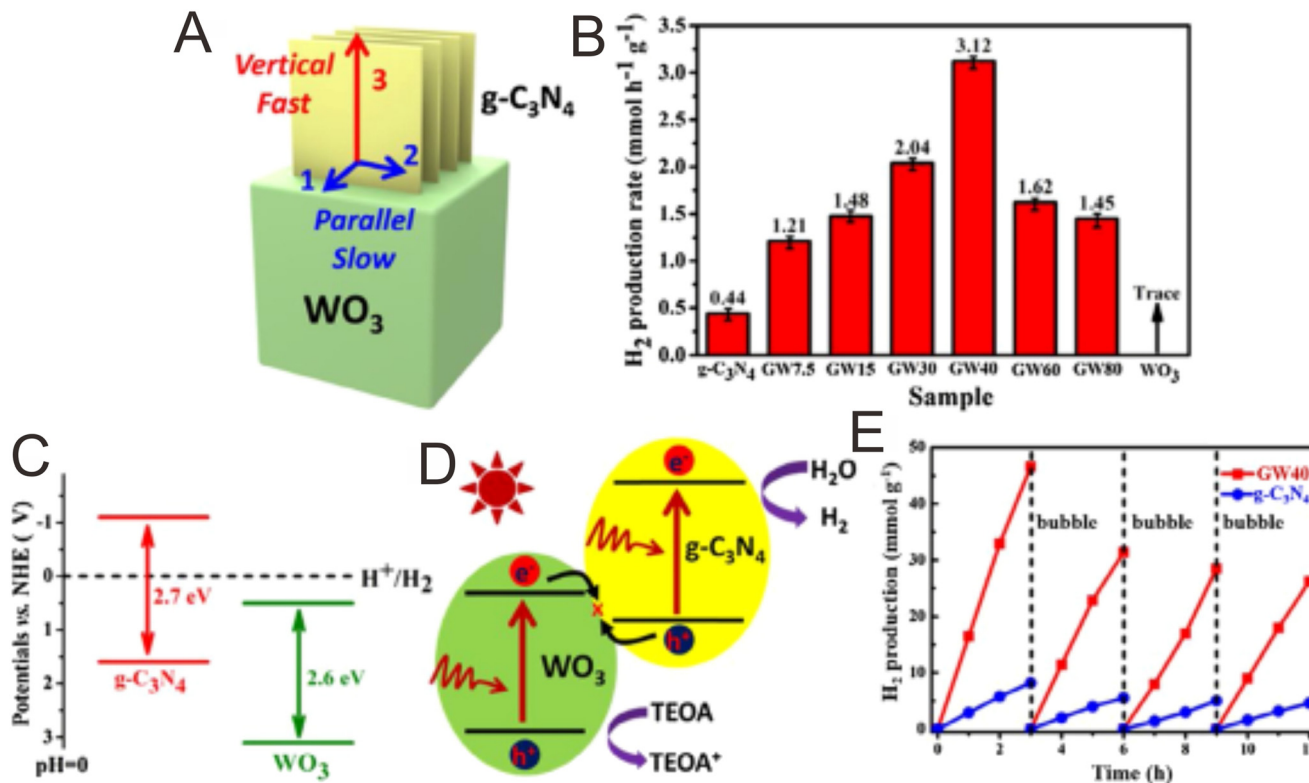 A
Vertical
Fast
3
g-C₃N₄
1
2
Parallel
Slow
WO₃
B
H₂ production rate (mmol h⁻¹ g⁻¹)
3.5
3.0
2.5
2.0
1.5
1.0
0.5
0.0
0.44
1.21
1.48
2.04
3.12
1.62
1.45
Trace
g-C₃N₄ GW7.5 GW15 GW30 GW40 GW60 GW80 WO₃
Sample
C
Potentials vs. NHE ( V)
-1
0
1
2
3
pH=0
H⁺/H₂
2.7 eV
g-C₃N₄
2.6 eV
WO₃
D
e⁻
H₂O
H₂
g-C₃N₄
h⁺
e⁻
x
WO₃
h⁺
TEOA
TEOA⁺
E
H₂ production (mmol g⁻¹)
50
40
30
20
10
0
GW40
g-C₃N₄
bubble bubble bubble
0 2 4 6 8 10
Time (h)